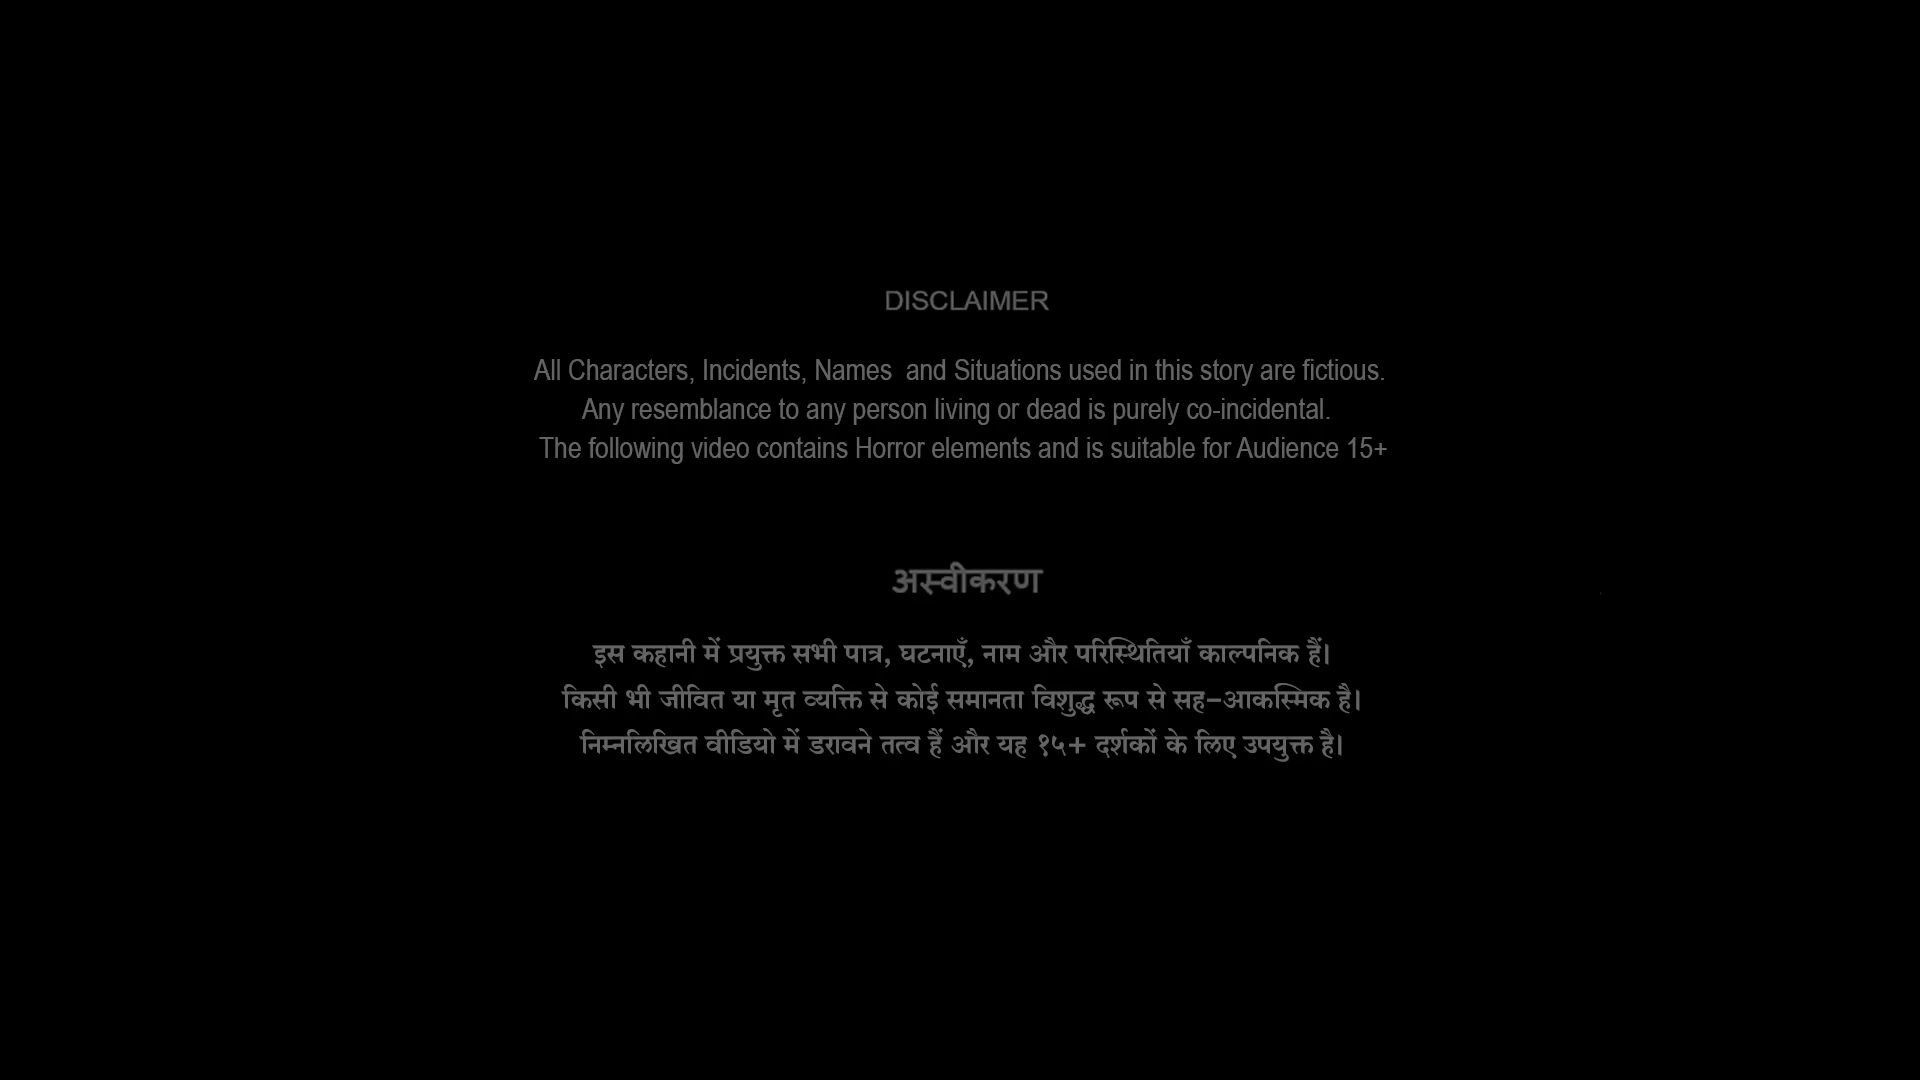 DISCLAIMER
All Characters, Incidents, Names  and Situations used in this story are fictious.
Any resemblance to any person living or dead is purely co-incidental.
The following video contains Horror elements and is suitable for Audience 15+
अस्वीकरण
इस कहानी में प्रयुक्त सभी पात्र, घटनाएँ, नाम और परिस्थितियाँ काल्पनिक हैं।
किसी भी जीवित या मृत व्यक्ति से कोई समानता विशुद्ध रूप से सह-आकस्मिक है।
निम्नलिखित वीडियो में डरावने तत्व हैं और यह १५+ दर्शकों के लिए उपयुक्त है।